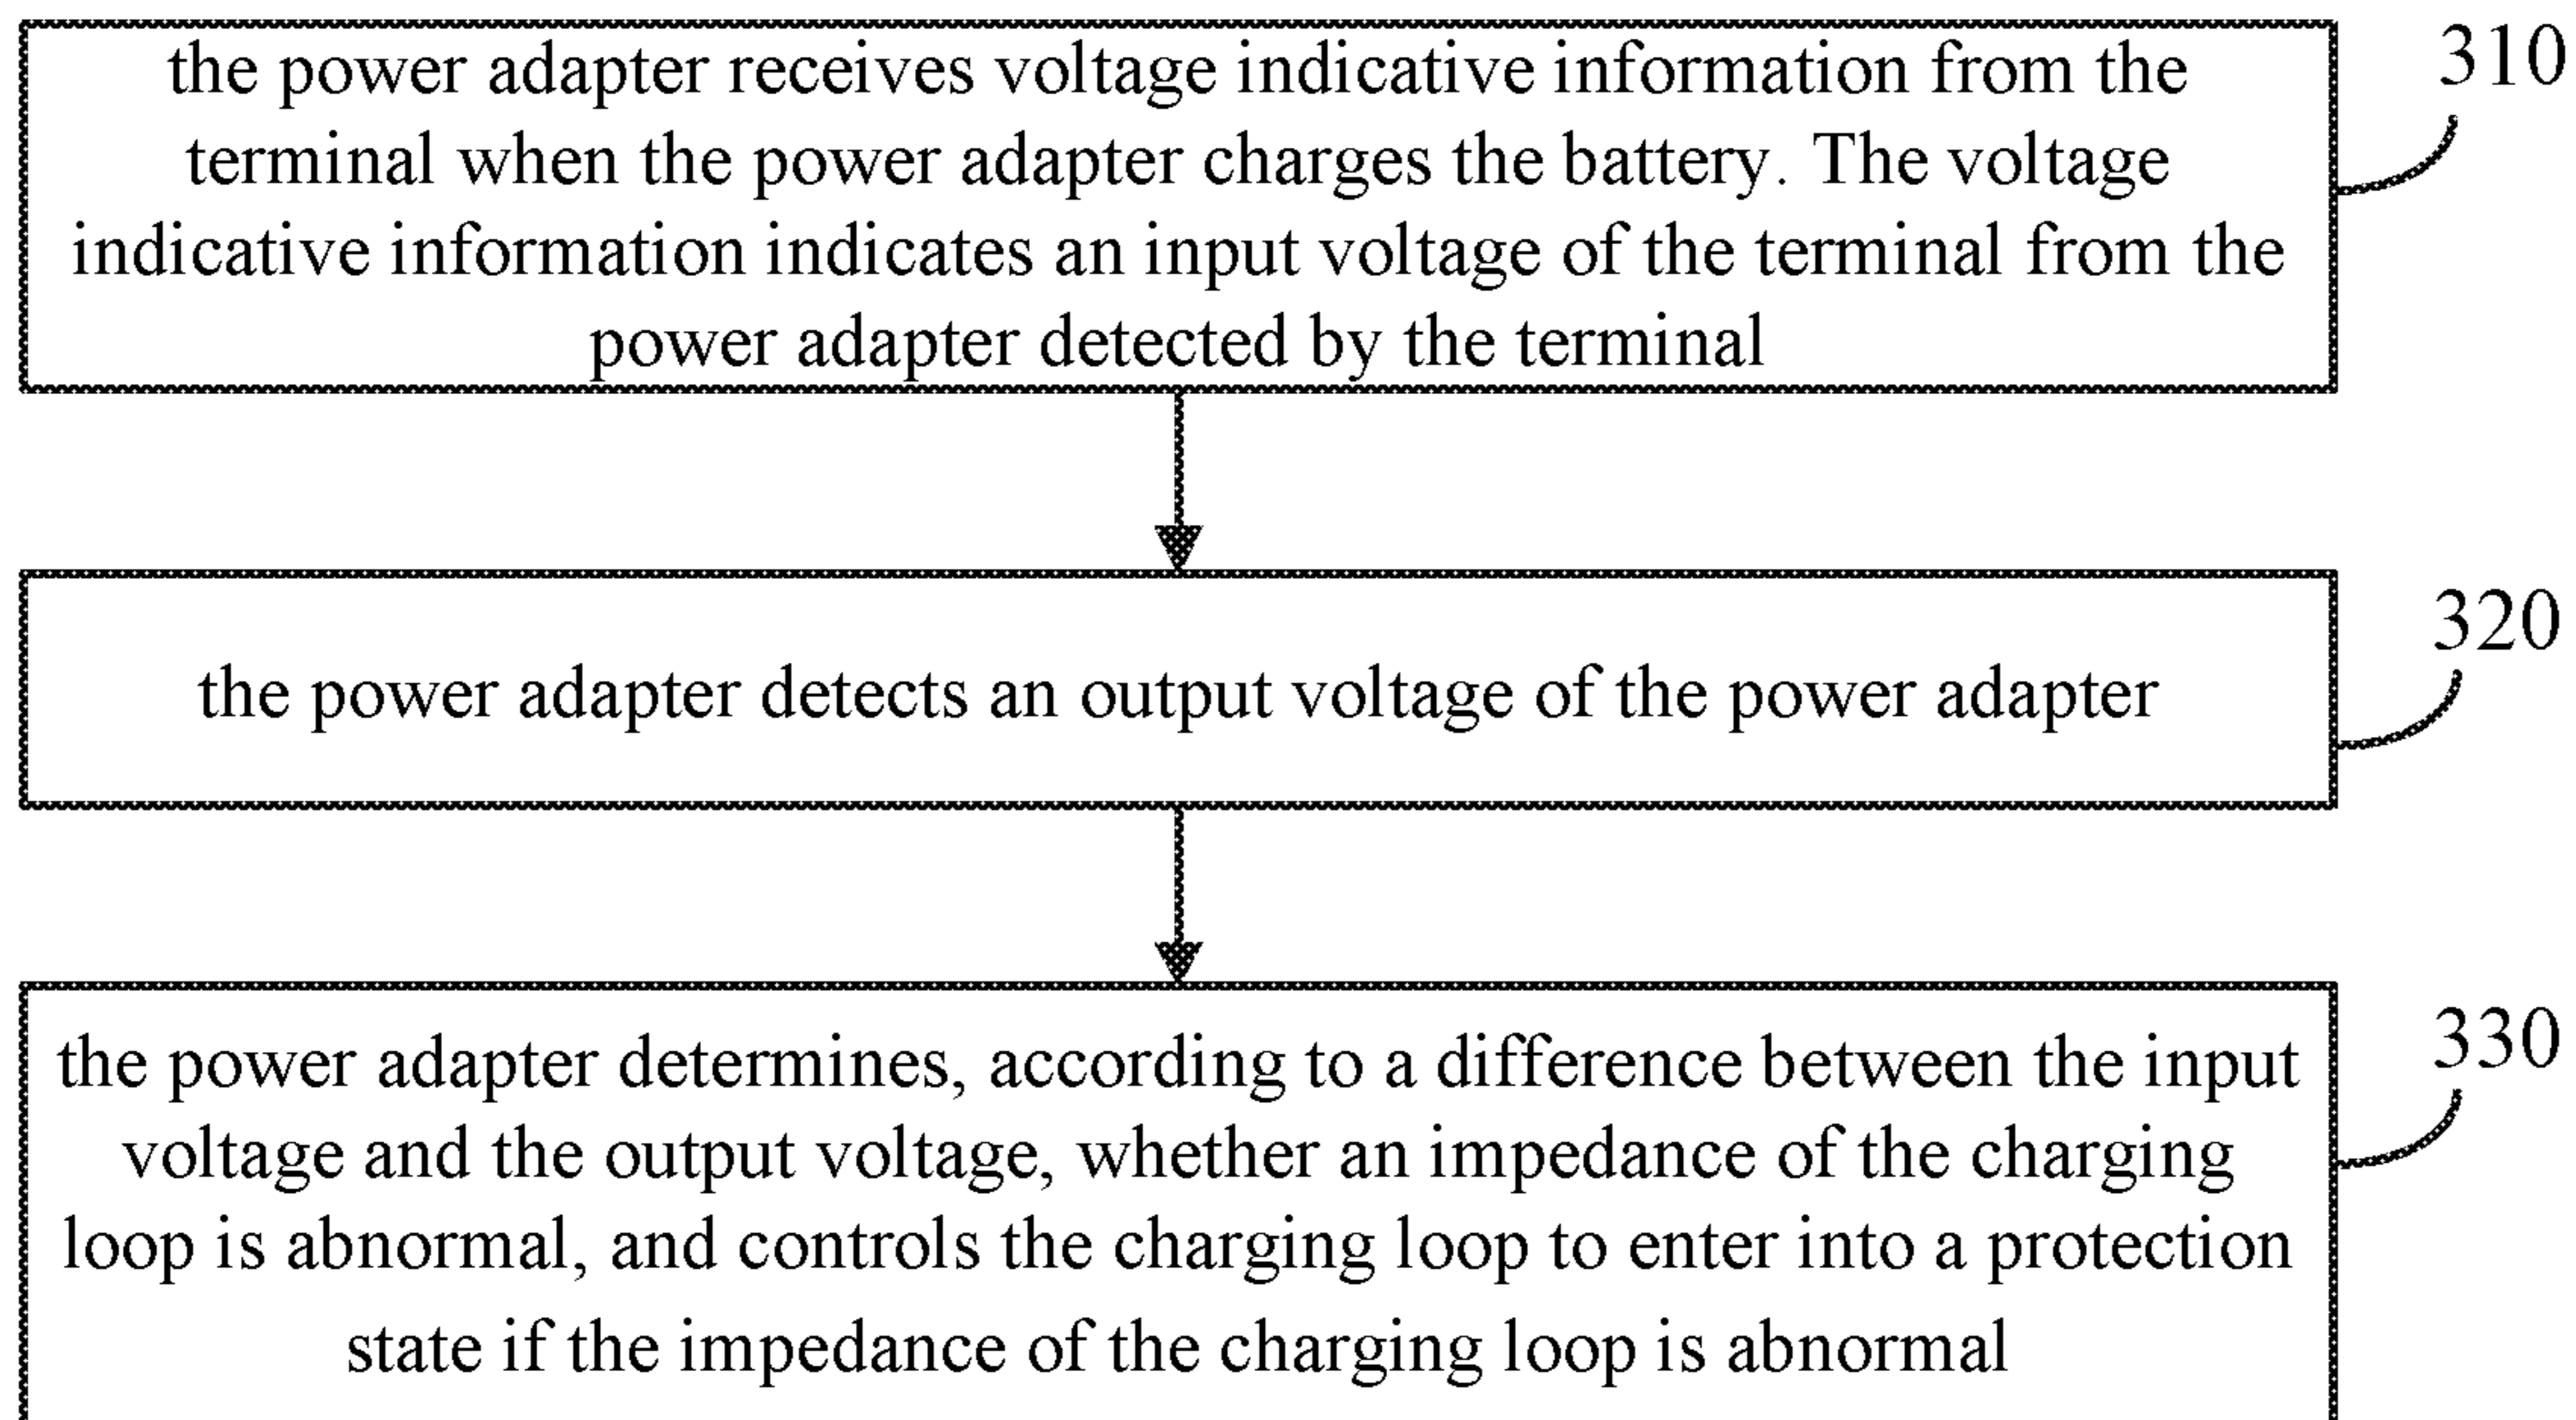 the power adapter receives voltage indicative information from the
terminal when the power adapter charges the battery. The voltage
indicative information indicates an input voltage of the terminal from the
power adapter detected by the terminal
310
the power adapter detects an output voltage of the power adapter
320
the power adapter determines, according to a difference between the input
voltage and the output voltage, whether an impedance of the charging
loop is abnormal, and controls the charging loop to enter into a protection
state if the impedance of the charging loop is abnormal
330